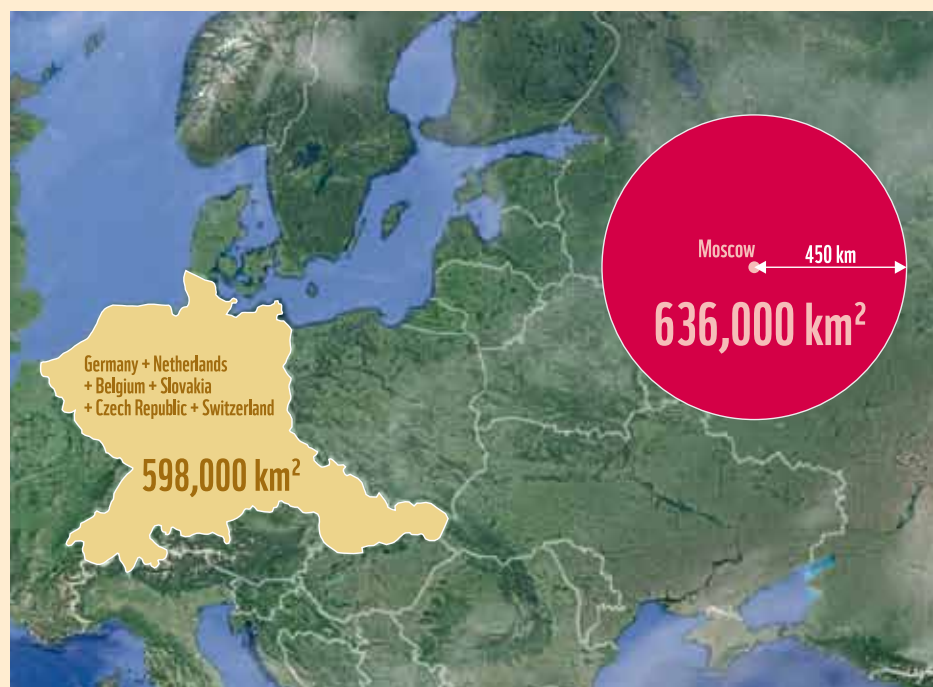 Moscow
450 km
636,000 km²
Germany + Netherlands
+ Belgium + Slovakia
+ Czech Republic + Switzerland
598,000 km²